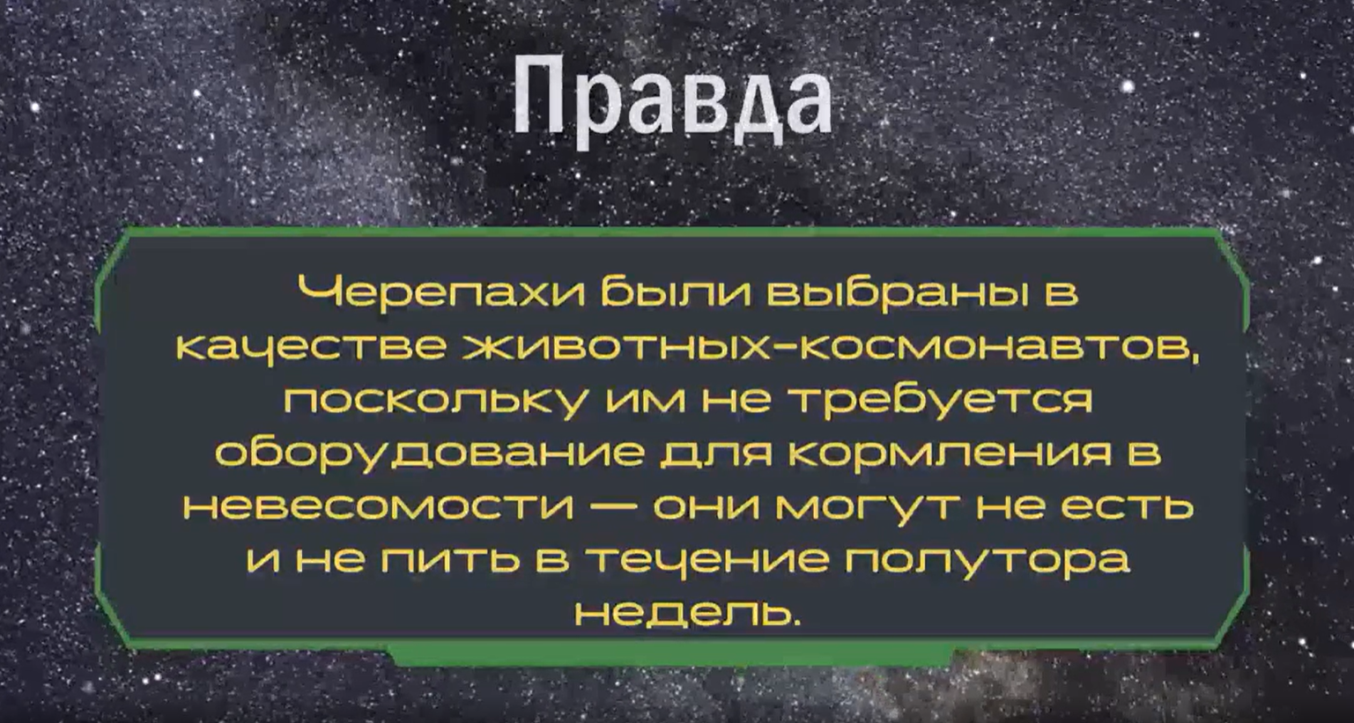 Правда
Черепахи были выбраны в
качестве животных-космонавтов,
поскольку им не требуется
оборудование для кормления в
невесомости — они могут не есть
и не пить в течение полутора
недель.